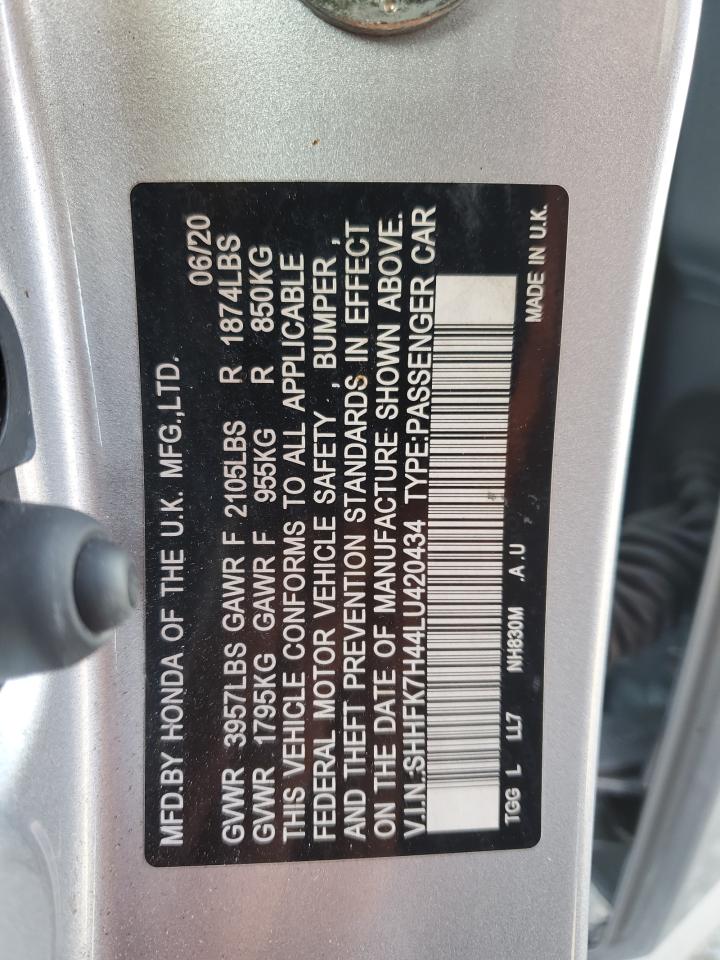 MFD.BY HONDA OF THE U.K. MFG.,LTD.
06/20
GVWR 3957LBS GAWR F 2105LBS R 1874LBS
GVWR 1795KG GAWR F 955KG R 850KG
THIS VEHICLE CONFORMS TO ALL APPLICABLE
FEDERAL MOTOR VEHICLE SAFETY , BUMPER ,
AND THEFT PREVENTION STANDARDS IN EFFECT
ON THE DATE OF MANUFACTURE SHOWN ABOVE.
V.I.N.:SHHFK7H44LU420434 TYPE:PASSENGER CAR
TGG L LL7 NH830M .A.U
MADE IN U.K.